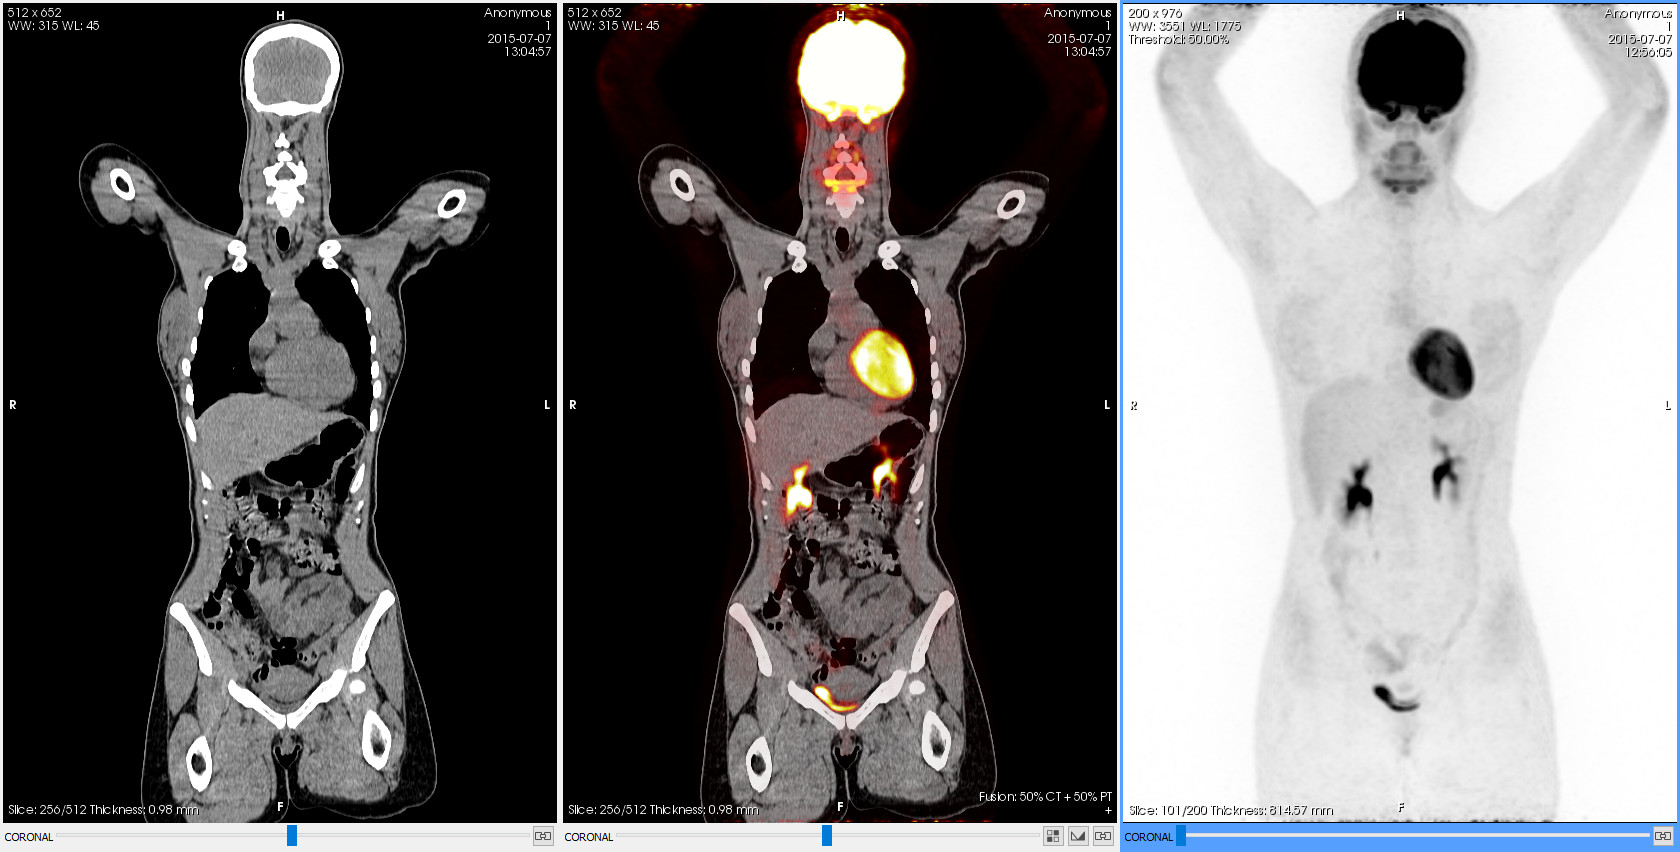 512 x 652
WW: 315 WL: 45
H
Anonymous
1
2015-07-07
13:04:57
R
L
Slice: 256/512 Thickness: 0.98 mm
F
CORONAL
512 x 652
WW: 315 WL: 45
H
Anonymous
1
2015-07-07
13:04:57
R
L
Fusion: 50% CT + 50% PT
Slice: 256/512 Thickness: 0.98 mm
F
+
CORONAL
200 x 976
WW: 3551 WL: 1775
Threshold: 50.00%
H
Anonymous
1
2015-07-07
12:56:05
R
L
Slice: 101/200 Thickness: 814.57 mm
F
CORONAL